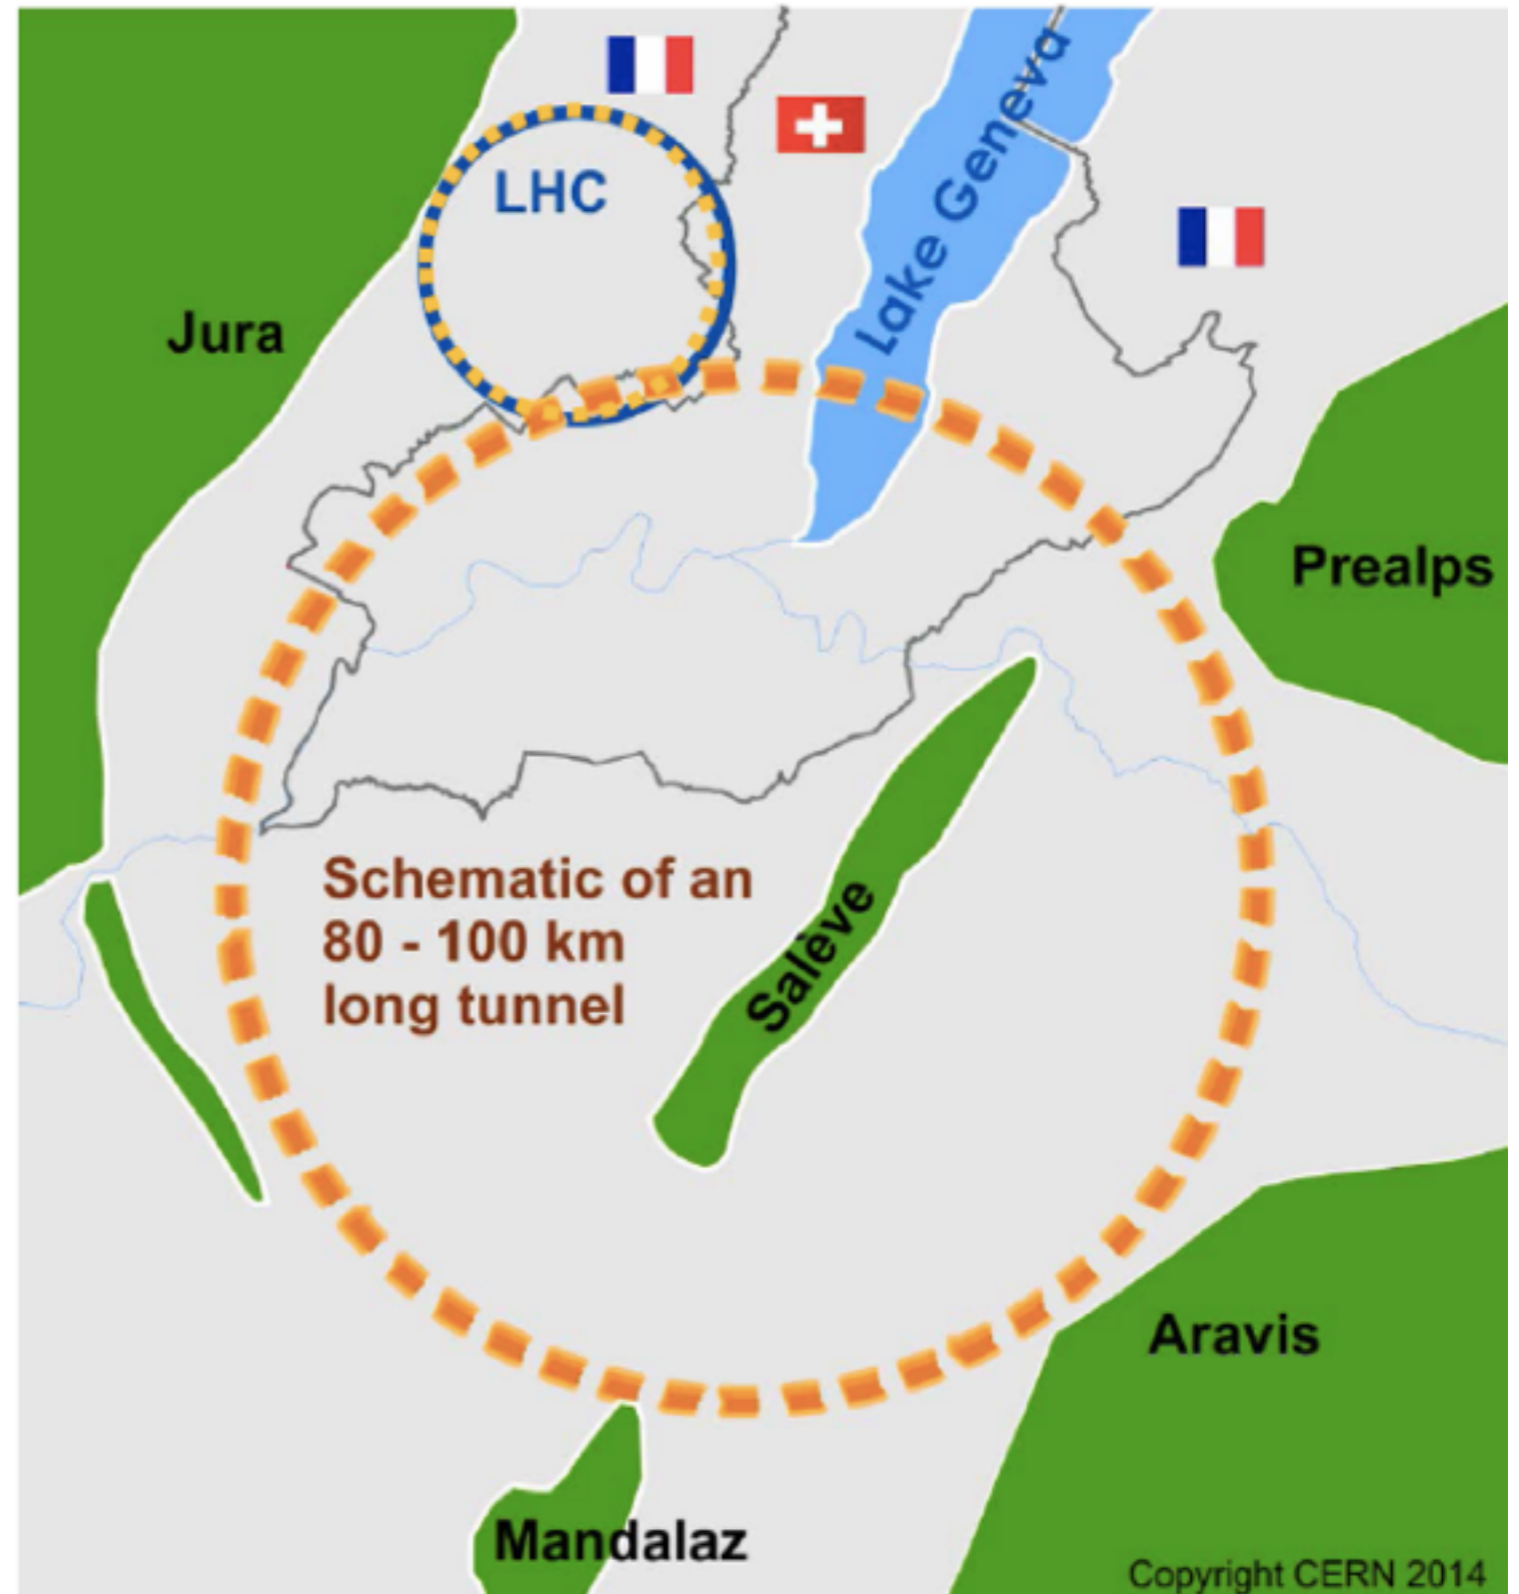 LHC
Lake Geneva
Jura
Prealps
Schematic of an
80 - 100 km
long tunnel
Salève
Aravis
Mandalaz
Copyright CERN 2014